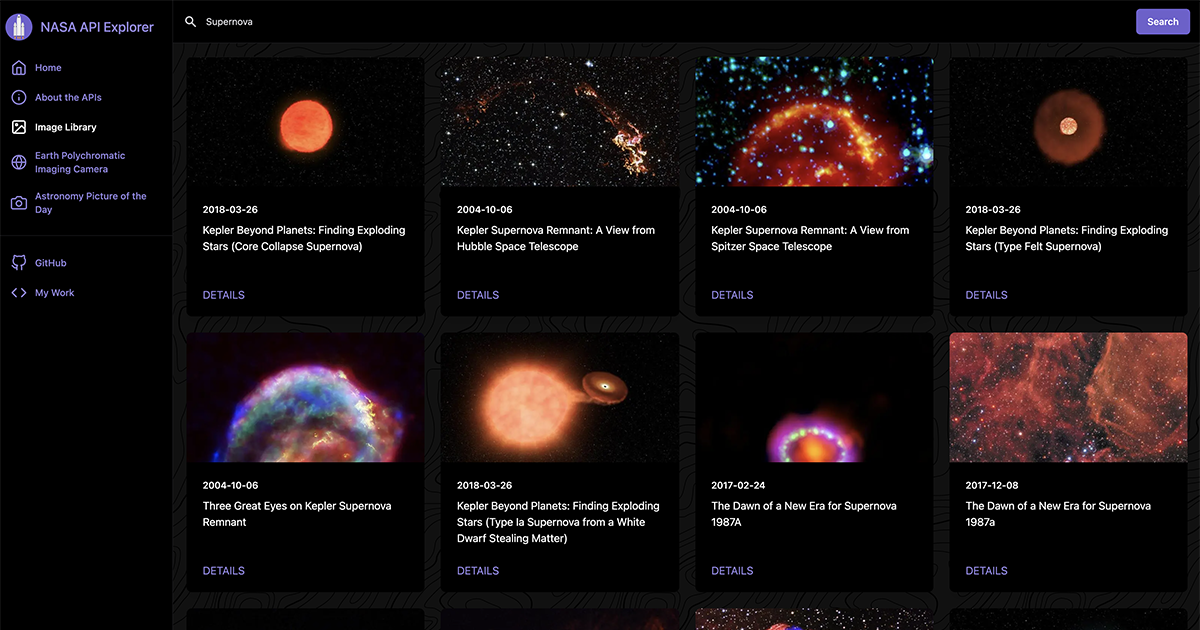 NASA API Explorer
Home
About the APIs
Image Library
Earth Polychromatic
Imaging Camera
Astronomy Picture of the
Day
GitHub
My Work
Supernova
Search
2018-03-26
Kepler Beyond Planets: Finding Exploding
Stars (Core Collapse Supernova)
DETAILS
2004-10-06
Kepler Supernova Remnant: A View from
Hubble Space Telescope
DETAILS
2004-10-06
Kepler Supernova Remnant: A View from
Spitzer Space Telescope
DETAILS
2018-03-26
Kepler Beyond Planets: Finding Exploding
Stars (Type Felt Supernova)
DETAILS
2004-10-06
Three Great Eyes on Kepler Supernova
Remnant
DETAILS
2018-03-26
Kepler Beyond Planets: Finding Exploding
Stars (Type Ia Supernova from a White
Dwarf Stealing Matter)
DETAILS
2017-02-24
The Dawn of a New Era for Supernova
1987A
DETAILS
2017-12-08
The Dawn of a New Era for Supernova
1987a
DETAILS